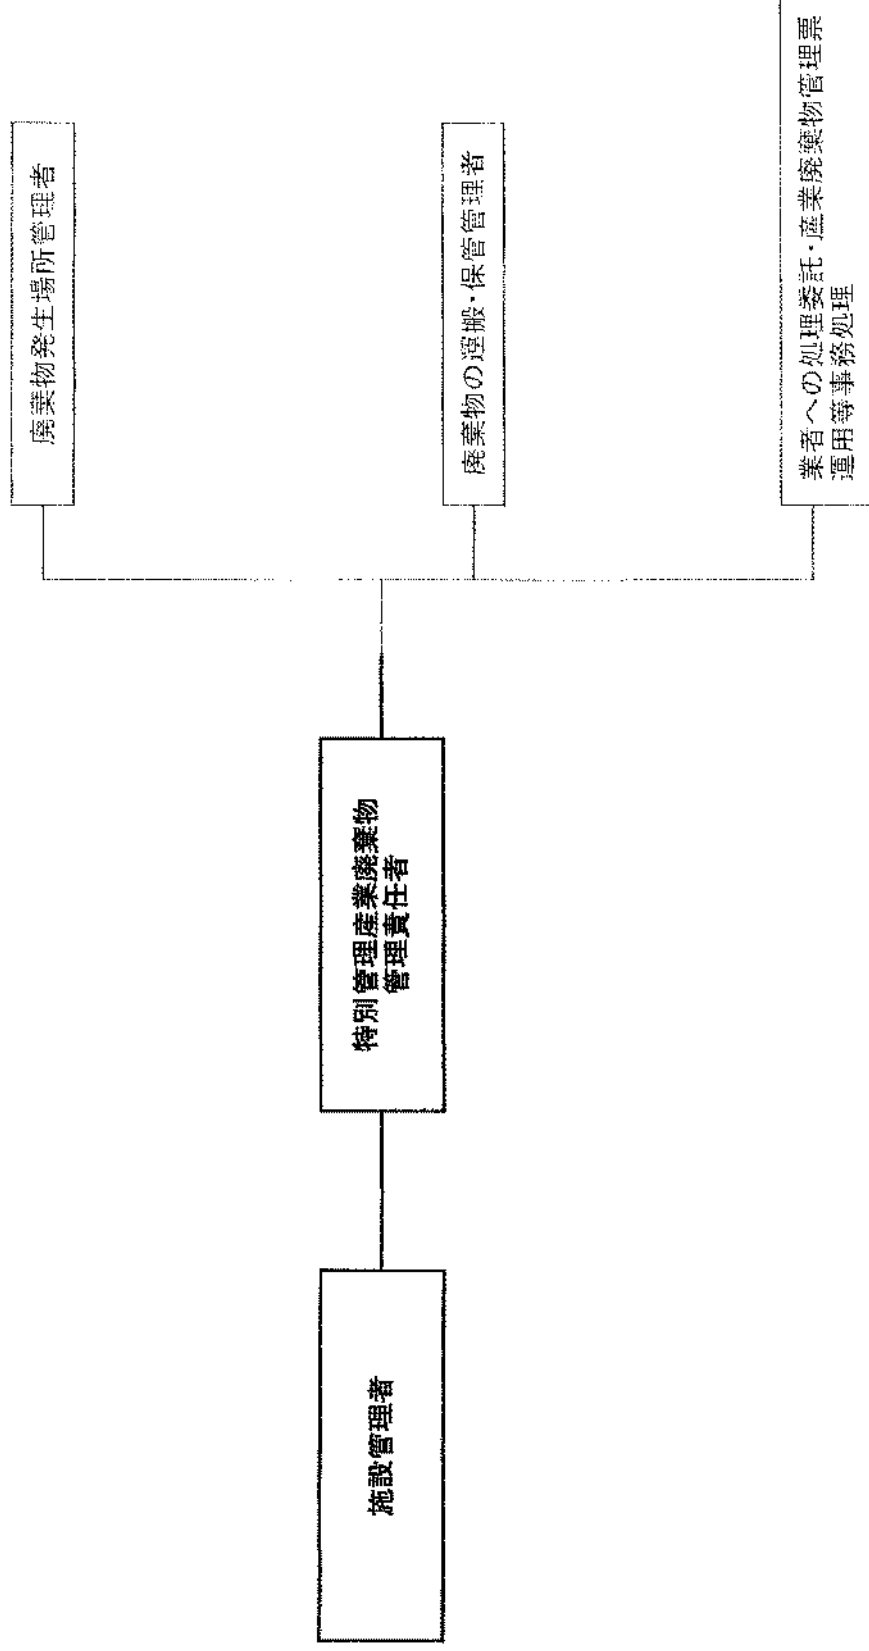 施設管理者
特別管理産業廃棄物
管理責任者
廃棄物発生場所管理者
廃棄物の運搬・保管管理者
業者への処理委託・産業廃棄物管理票
運用等事務処理